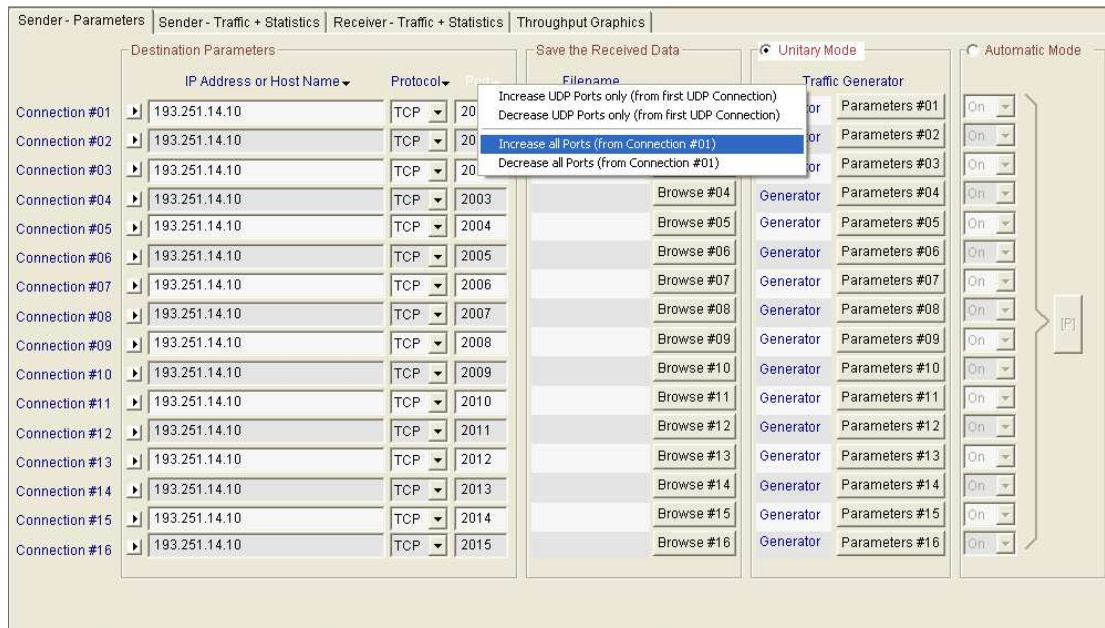 Sender - Parameters Sender - Traffic + Statistics Receiver - Traffic + Statistics Throughput Graphics
Destination Parameters Save the Received Data Unitary Mode Automatic Mode
IP Address or Host Name Protocol Port Filename Traffic Generator
Increase UDP Ports only (from first UDP Connection)
Decrease UDP Ports only (from first UDP Connection)
Increase all Ports (from Connection #01)
Decrease all Ports (from Connection #01)
Connection #01 193.251.14.10 TCP 20 or Parameters #01 On
Connection #02 193.251.14.10 TCP 20 or Parameters #02 On
Connection #03 193.251.14.10 TCP 20 or Parameters #03 On
Connection #04 193.251.14.10 TCP 2003 Browse #04 Generator Parameters #04 On
Connection #05 193.251.14.10 TCP 2004 Browse #05 Generator Parameters #05 On
Connection #06 193.251.14.10 TCP 2005 Browse #06 Generator Parameters #06 On
Connection #07 193.251.14.10 TCP 2006 Browse #07 Generator Parameters #07 On
Connection #08 193.251.14.10 TCP 2007 Browse #08 Generator Parameters #08 On
[P]
Connection #09 193.251.14.10 TCP 2008 Browse #09 Generator Parameters #09 On
Connection #10 193.251.14.10 TCP 2009 Browse #10 Generator Parameters #10 On
Connection #11 193.251.14.10 TCP 2010 Browse #11 Generator Parameters #11 On
Connection #12 193.251.14.10 TCP 2011 Browse #12 Generator Parameters #12 On
Connection #13 193.251.14.10 TCP 2012 Browse #13 Generator Parameters #13 On
Connection #14 193.251.14.10 TCP 2013 Browse #14 Generator Parameters #14 On
Connection #15 193.251.14.10 TCP 2014 Browse #15 Generator Parameters #15 On
Connection #16 193.251.14.10 TCP 2015 Browse #16 Generator Parameters #16 On